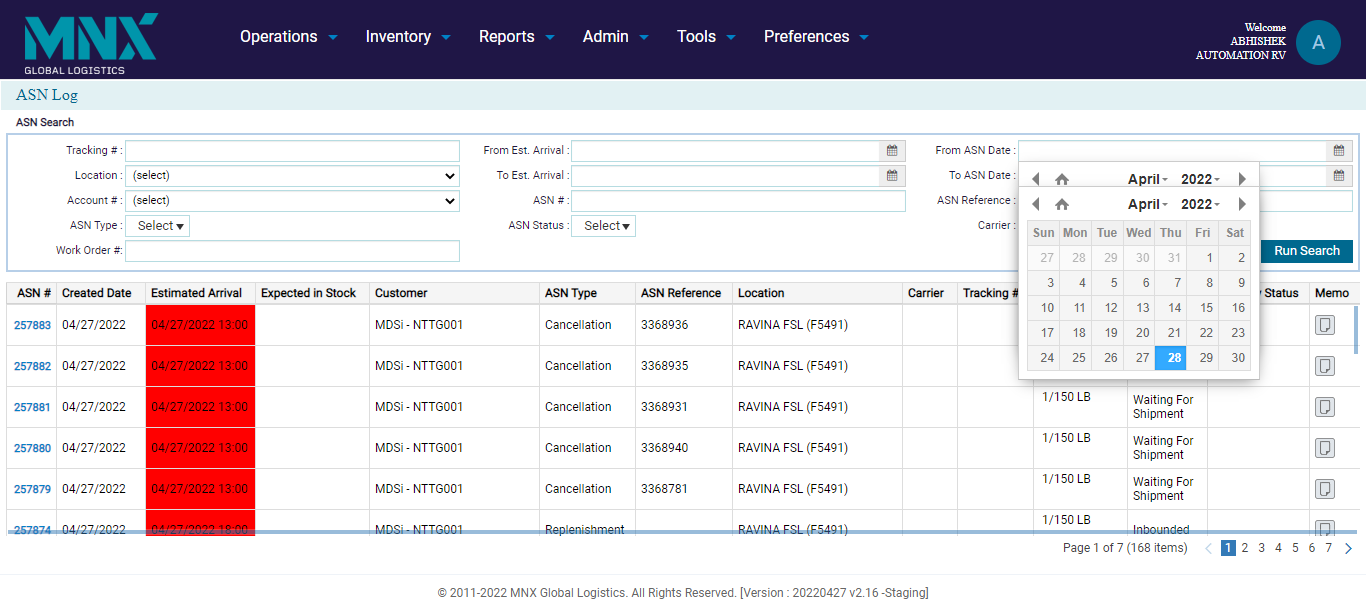 MNX
GLOBAL LOGISTICS
Operations Inventory Reports Admin Tools Preferences
Welcome
ABHISHEK
AUTOMATION RV
A
ASN Log
ASN Search
Tracking # : From Est. Arrival : From ASN Date :
Location : (select) To Est. Arrival : To ASN Date :
Account # : (select) ASN # : ASN Reference :
ASN Type : Select ASN Status : Select Carrier :
Work Order #: Run Search
April 2022
April 2022
Sun Mon Tue Wed Thu Fri Sat
27 28 29 30 31 1 2
3 4 5 6 7 8 9
10 11 12 13 14 15 16
17 18 19 20 21 22 23
24 25 26 27 28 29 30
ASN # Created Date Estimated Arrival Expected in Stock Customer ASN Type ASN Reference Location Carrier Tracking # Status Memo
257883 04/27/2022 04/27/2022 13:00 MDSi - NTTG001 Cancellation 3368936 RAVINA FSL (F5491)
257882 04/27/2022 04/27/2022 13:00 MDSi - NTTG001 Cancellation 3368935 RAVINA FSL (F5491)
257881 04/27/2022 04/27/2022 13:00 MDSi - NTTG001 Cancellation 3368931 RAVINA FSL (F5491) 1/150 LB Waiting For Shipment
257880 04/27/2022 04/27/2022 13:00 MDSi - NTTG001 Cancellation 3368940 RAVINA FSL (F5491) 1/150 LB Waiting For Shipment
257879 04/27/2022 04/27/2022 13:00 MDSi - NTTG001 Cancellation 3368781 RAVINA FSL (F5491) 1/150 LB Waiting For Shipment
257874 04/27/2022 04/27/2022 18:00 MDSi - NTTG001 Replenishment RAVINA FSL (F5491) 1/150 LB Inbounded
Page 1 of 7 (168 items) 1 2 3 4 5 6 7
© 2011-2022 MNX Global Logistics. All Rights Reserved. [Version : 20220427 v2.16 -Staging]